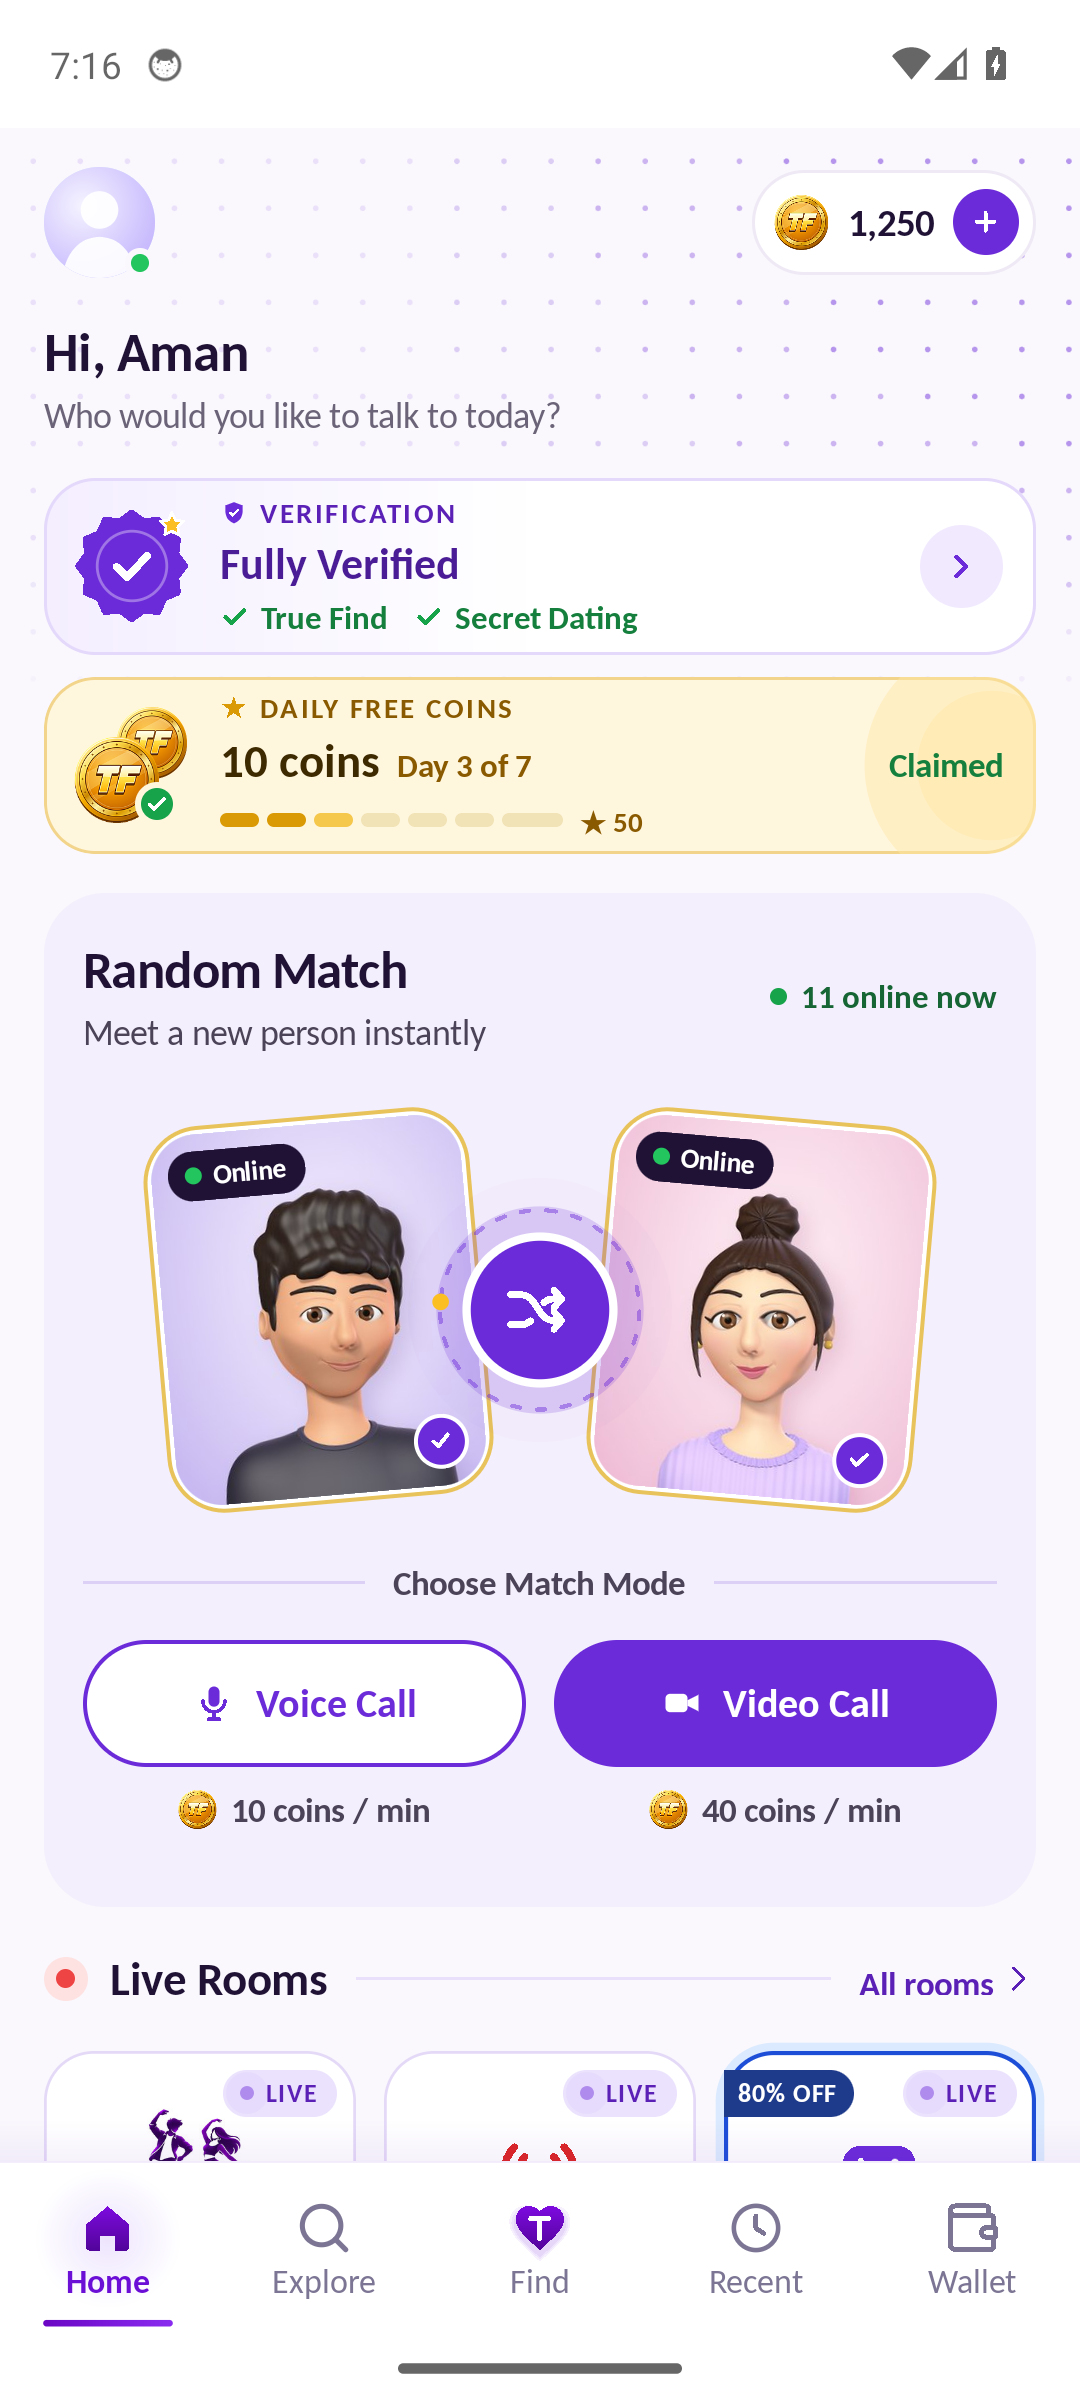 7:16
1,250
Hi, Aman
Who would you like to talk to today?
VERIFICATION
Fully Verified
True Find Secret Dating
DAILY FREE COINS
10 coins Day 3 of 7
Claimed
★ 50
Random Match
Meet a new person instantly
11 online now
Online
Online
Choose Match Mode
Voice Call
Video Call
10 coins / min
40 coins / min
Live Rooms
All rooms
LIVE
LIVE
80% OFF
LIVE
Home
Explore
Find
Recent
Wallet